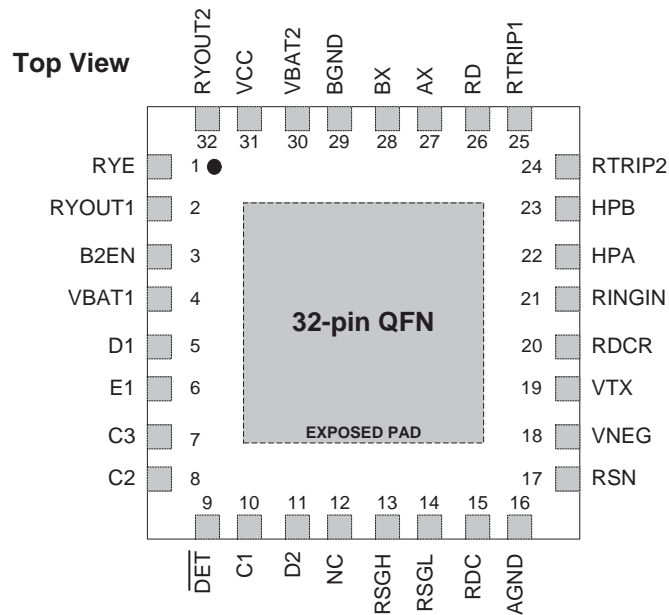 Top View
RYOUT2 VCC VBAT2 BGND BX AX RD RTRIP1
32 31 30 29 28 27 26 25
RYE 1 24 RTRIP2
RYOUT1 2 23 HPB
B2EN 3 22 HPA
VBAT1 4 21 RINGIN
32-pin QFN
D1 5 20 RDCR
E1 6 19 VTX
C3 7 18 VNEG
EXPOSED PAD
C2 8 17 RSN
9 10 11 12 13 14 15 16
DET C1 D2 NC RSGH RSGL RDC AGND